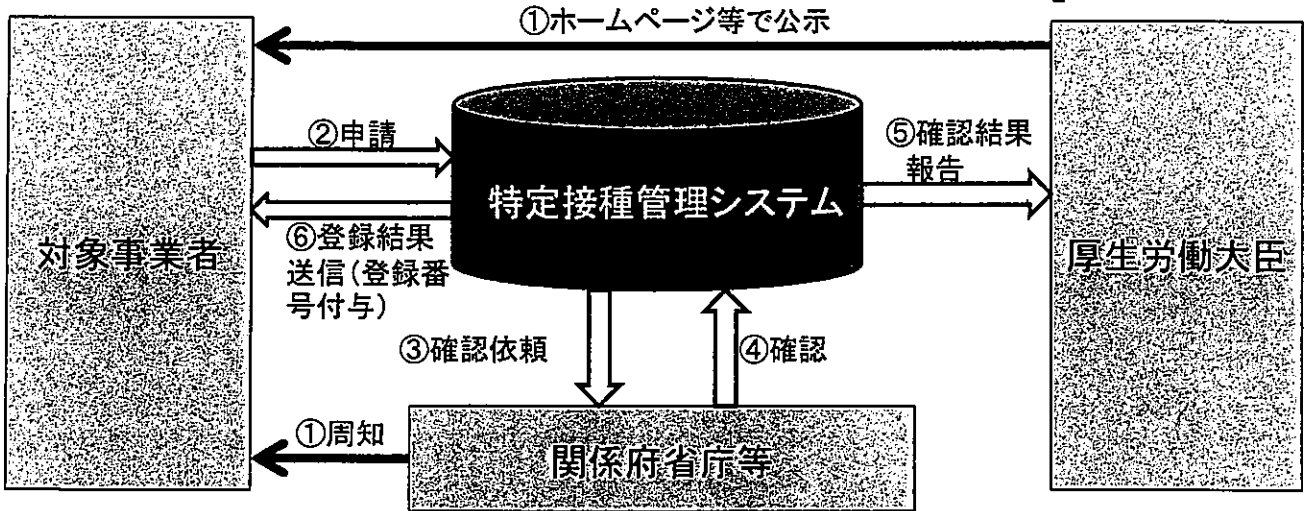 ①ホームページ等で公示
②申請
⑤確認結果
報告
特定接種管理システム
対象事業者
⑥登録結果
送信(登録番
号付与)
厚生労働大臣
③確認依頼
④確認
①周知
関係府省庁等